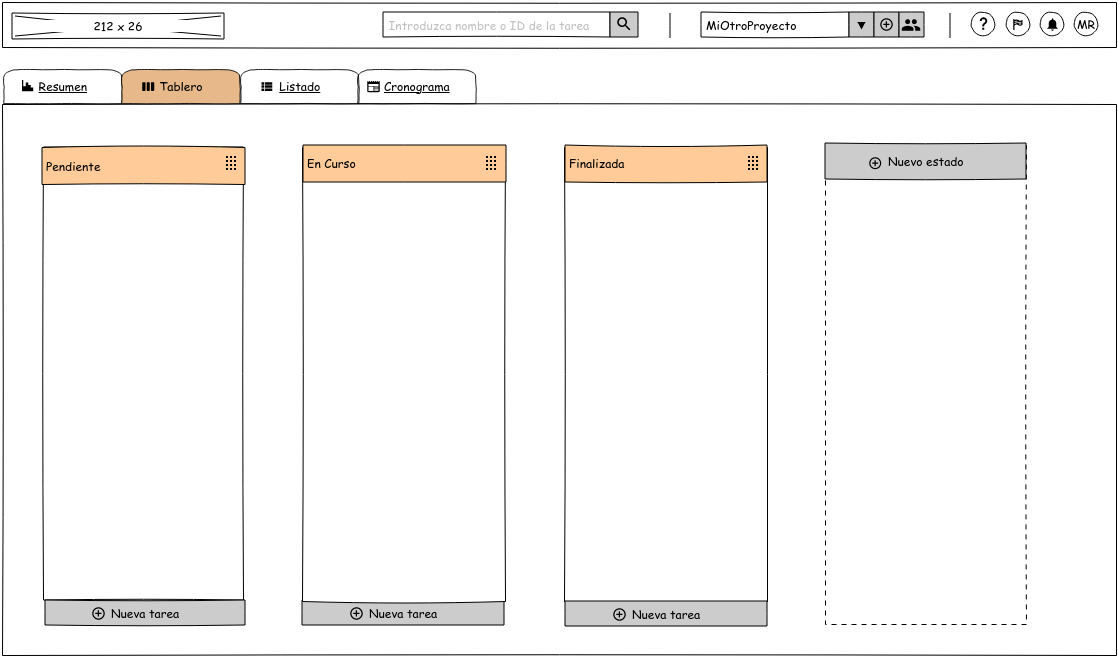 212 x 26
Introduzca nombre o ID de la tarea
MiOtroProyecto
?
MR
Resumen
Tablero
Listado
Cronograma
Pendiente
En Curso
Finalizada
Nuevo estado
Nueva tarea
Nueva tarea
Nueva tarea